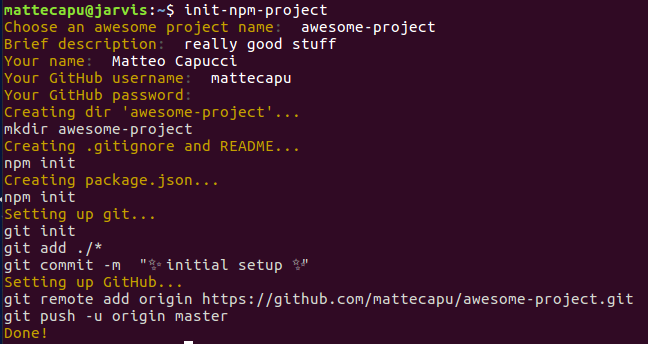 mattecapu@jarvis:~$ init-npm-project
Choose an awesome project name:  awesome-project
Brief description:  really good stuff
Your name:  Matteo Capucci
Your GitHub username:  mattecapu
Your GitHub password:
Creating dir 'awesome-project'...
mkdir awesome-project
Creating .gitignore and README...
npm init
Creating package.json...
npm init
Setting up git...
git init
git add ./*
git commit -m  "✨ initial setup ✨"
Setting up GitHub...
git remote add origin https://github.com/mattecapu/awesome-project.git
git push -u origin master
Done!